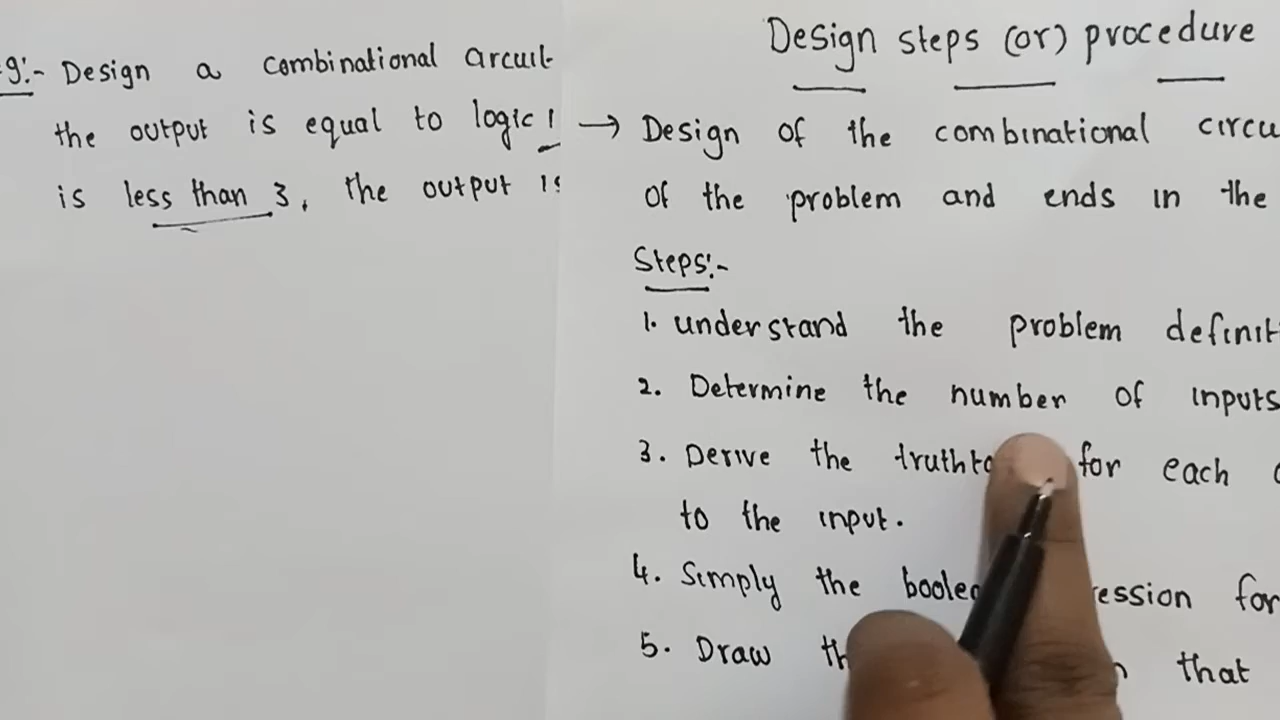 g:- Design a combinational circuit
the output is equal to logic 1
is less than 3, the output is
Design steps (or) procedure
→ Design of the combinational circu
of the problem and ends in the
Steps:-
1. understand the problem definit
2. Determine the number of inputs
3. Derive the truthta for each
to the input.
4. Simply the boolea ression for
5. Draw th that